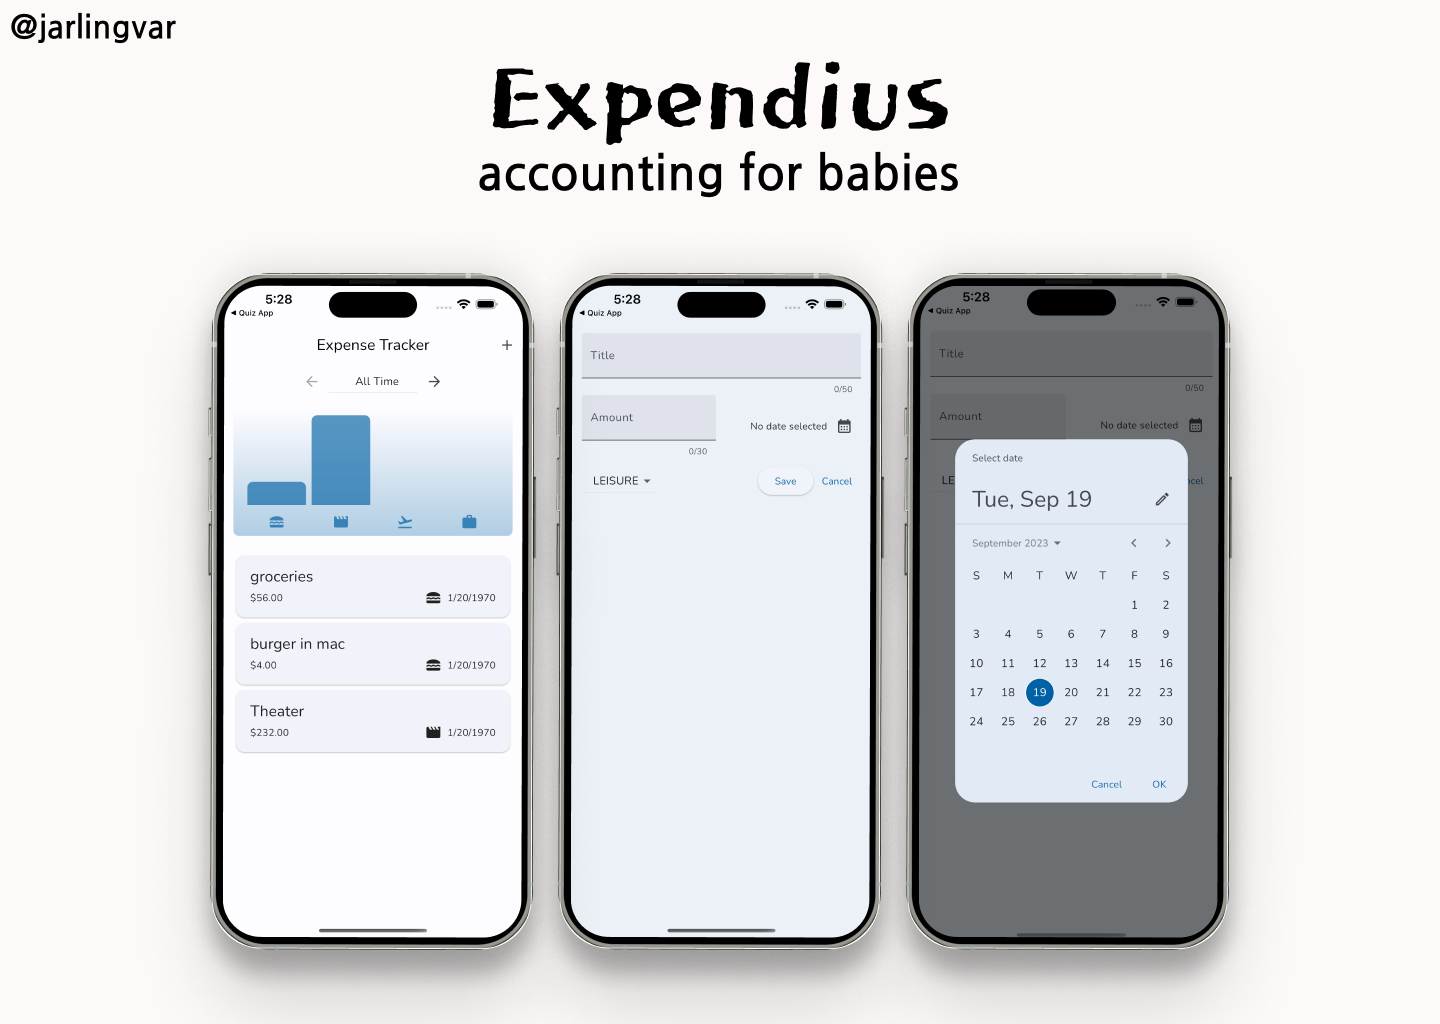 @jarlingvar
Expendius
accounting for babies
5:28
◀ Quiz App
Expense Tracker +
← All Time →
groceries
$56.00 1/20/1970
burger in mac
$4.00 1/20/1970
Theater
$232.00 1/20/1970
5:28
◀ Quiz App
Title
0/50
Amount
No date selected
0/30
LEISURE
Save Cancel
5:28
◀ Quiz App
Title
0/50
Amount
No date selected
LE ncel
Select date
Tue, Sep 19
September 2023
S M T W T F S
1 2
3 4 5 6 7 8 9
10 11 12 13 14 15 16
17 18 19 20 21 22 23
24 25 26 27 28 29 30
Cancel OK